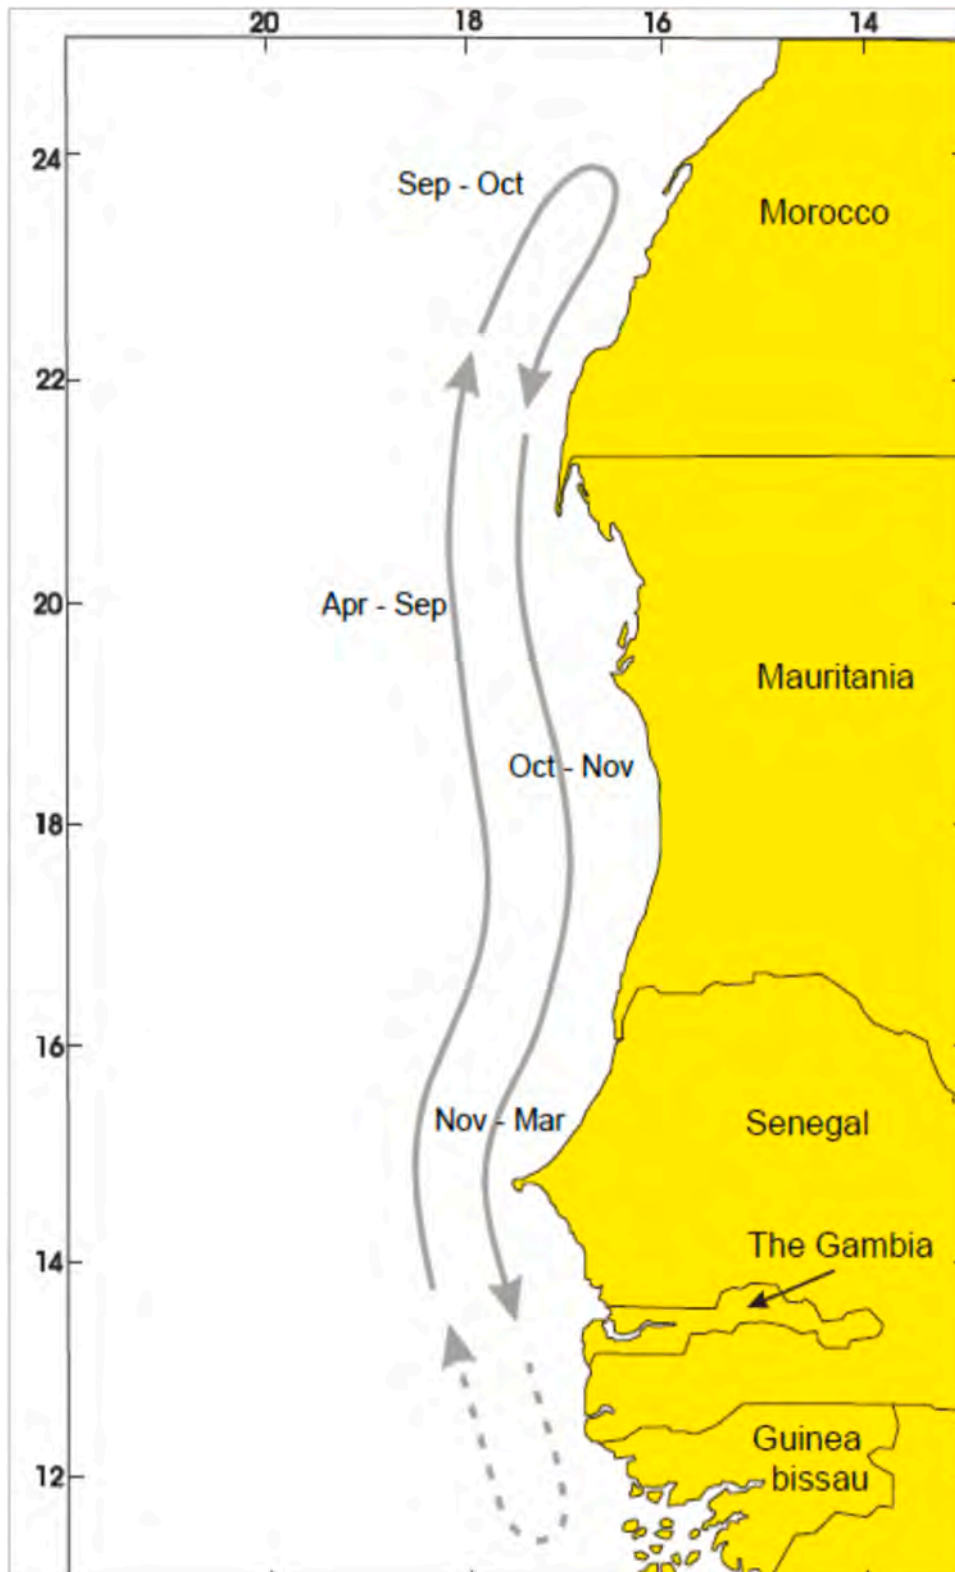 20 18 16 14
24
Sep - Oct
Morocco
22
20
Apr - Sep
Mauritania
Oct - Nov
18
16
Nov - Mar
Senegal
The Gambia
14
Guinea
bissau
12